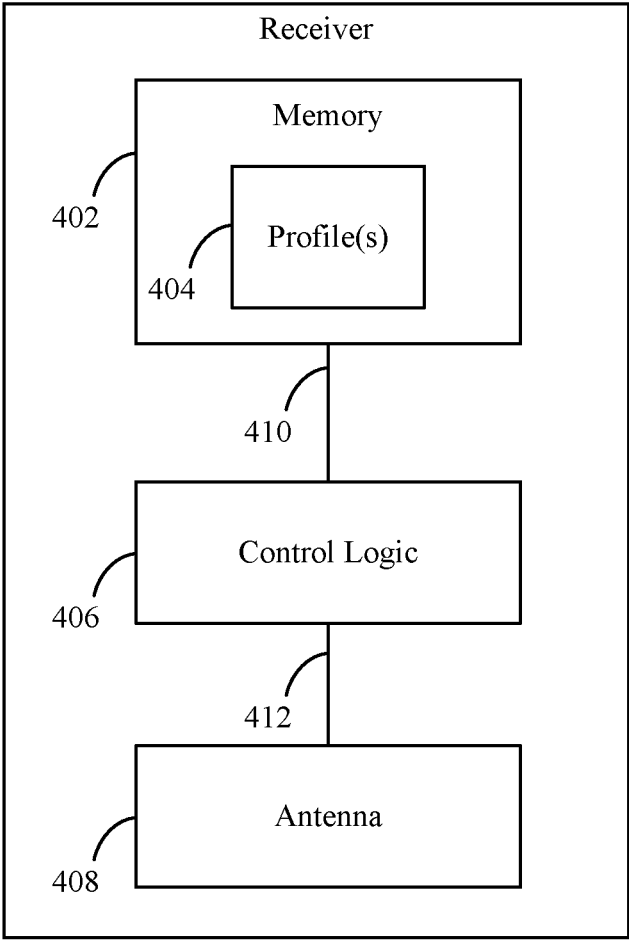 Receiver
Memory
402
Profile(s)
404
410
Control Logic
406
412
Antenna
408